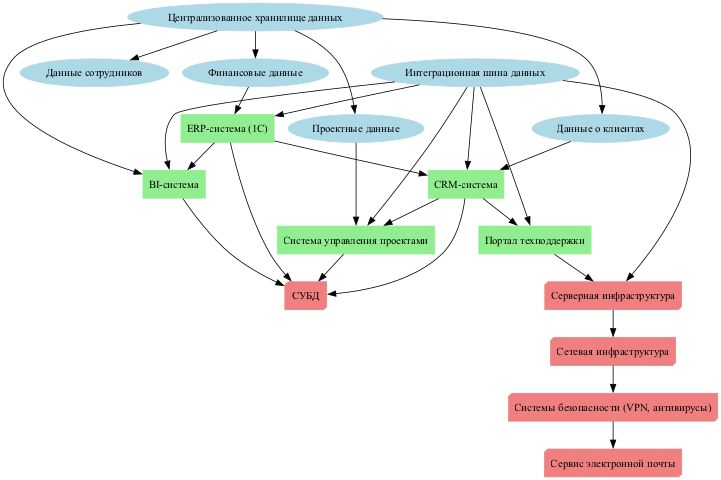 Централизованное хранилище данных
Данные сотрудников
Финансовые данные
Интеграционная шина данных
ERP-система (1С)
Проектные данные
Данные о клиентах
BI-система
CRM-система
Система управления проектами
Портал техподдержки
СУБД
Серверная инфраструктура
Сетевая инфраструктура
Системы безопасности (VPN, антивирусы)
Сервис электронной почты